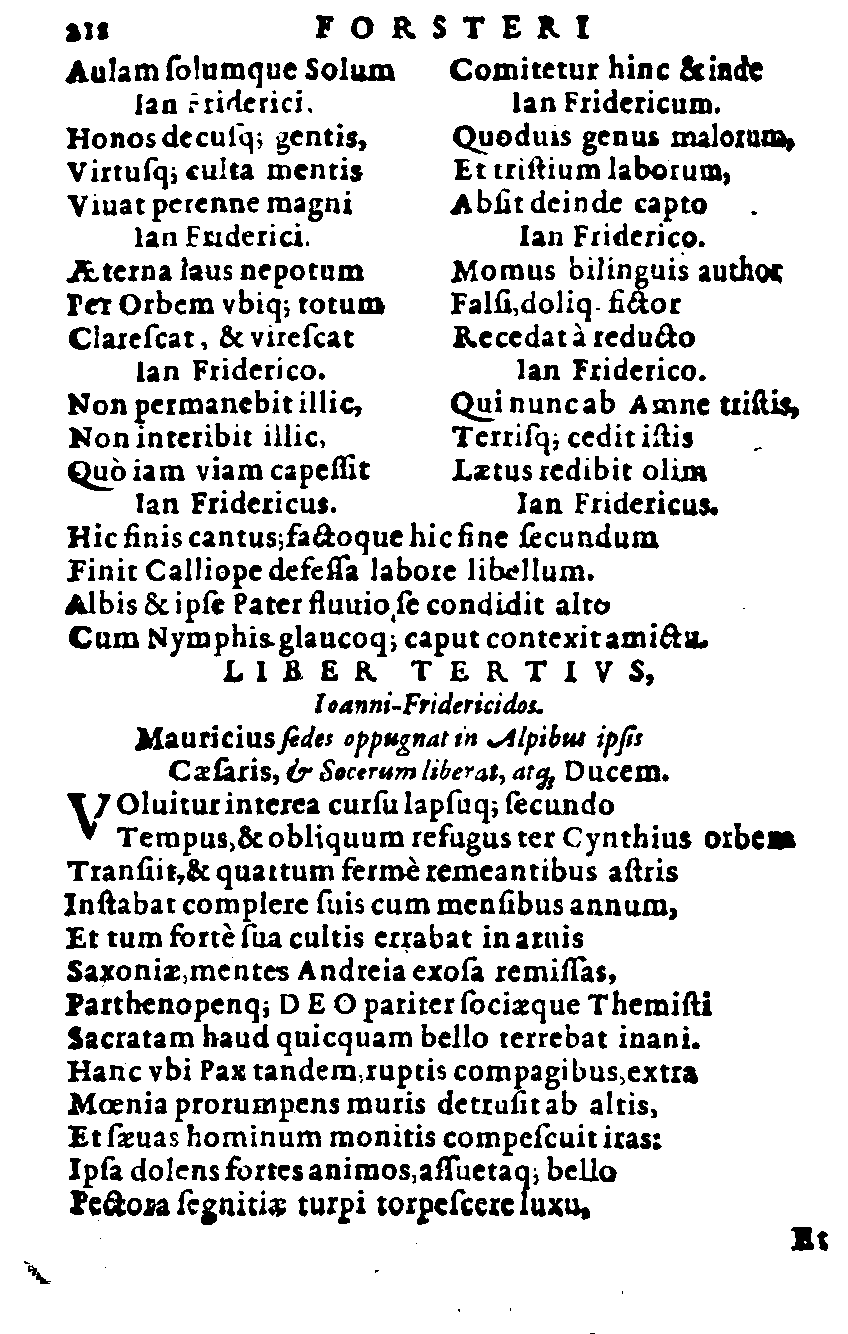 212 FORSTERI
Aulam ſolumque Solum
Ian Friderici.
Honos decuſq; gentis,
Virtuſq; culta mentis
Viuat perenne magni
Ian Friderici.
Æterna laus nepotum
Per Orbem vbiq; totum
Clareſcat, & vireſcat
Ian Friderico.
Non permanebit illic,
Non interibit illic,
Quò iam viam capeſſit
Ian Fridericus.
Comitetur hinc & inde
Ian Fridericum.
Quoduis genus malorum,
Et triſtium laborum,
Abſit deinde capto
Ian Friderico.
Momus bilinguis author
Falſi, doliq. fictor
Recedat à reducto
Ian Friderico.
Qui nunc ab Amne triſtis,
Terriſq; cedit iſtis
Lætus redibit olim
Ian Fridericus.
Hic finis cantus; factoque hic fine ſecundum
Finit Calliope defeſſa labore libellum.
Albis & ipſe Pater fluuio ſe condidit alto
Cum Nymphis glaucoq; caput contexit amictu.
LIBER TERTIVS,
Ioanni-Fridericidos.
Mauricius ſedes oppugnat in Alpibus ipſis
Cæſaris, & Socerum liberat, atq; Ducem.
VOluitur interea curſu lapſuq; ſecundo
Tempus, & obliquum refugus ter Cynthius orbem
Tranſiit, & quartum fermè remeantibus aſtris
Inſtabat complere ſuis cum menſibus annum,
Et tum fortè ſua cultis errabat in aruis
Saxoniæ, mentes Andreia exoſa remiſſas,
Parthenopenq; DEO pariter ſociæque Themiſti
Sacratam haud quicquam bello terrebat inani.
Hanc vbi Pax tandem, ruptis compagibus, extra
Mœnia prorumpens muris detruſit ab altis,
Et ſæuas hominum monitis compeſcuit iras:
Ipſa dolens fortes animos, aſſuetaq; bello
Pectora ſegnitiæ turpi torpeſcere luxu,
Et